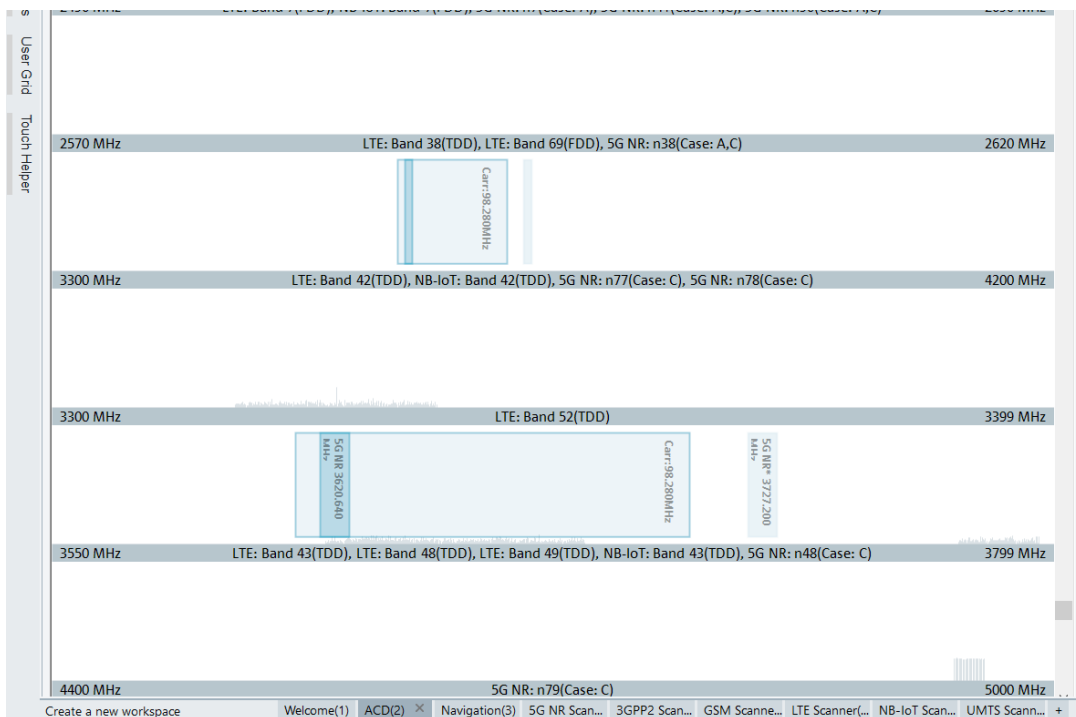 User Grid
Touch Helper
2570 MHz LTE: Band 38(TDD), LTE: Band 69(FDD), 5G NR: n38(Case: A,C) 2620 MHz
Carr:98.280MHz
3300 MHz LTE: Band 42(TDD), NB-IoT: Band 42(TDD), 5G NR: n77(Case: C), 5G NR: n78(Case: C) 4200 MHz
3300 MHz LTE: Band 52(TDD) 3399 MHz
5G NR 3620.640
MHz
Carr:98.280MHz
5G NR* 3727.200
MHz
3550 MHz LTE: Band 43(TDD), LTE: Band 48(TDD), LTE: Band 49(TDD), NB-IoT: Band 43(TDD), 5G NR: n48(Case: C) 3799 MHz
4400 MHz 5G NR: n79(Case: C) 5000 MHz
Create a new workspace Welcome(1) ACD(2) × Navigation(3) 5G NR Scan... 3GPP2 Scan... GSM Scanne... LTE Scanner(... NB-IoT Scan... UMTS Scann... +